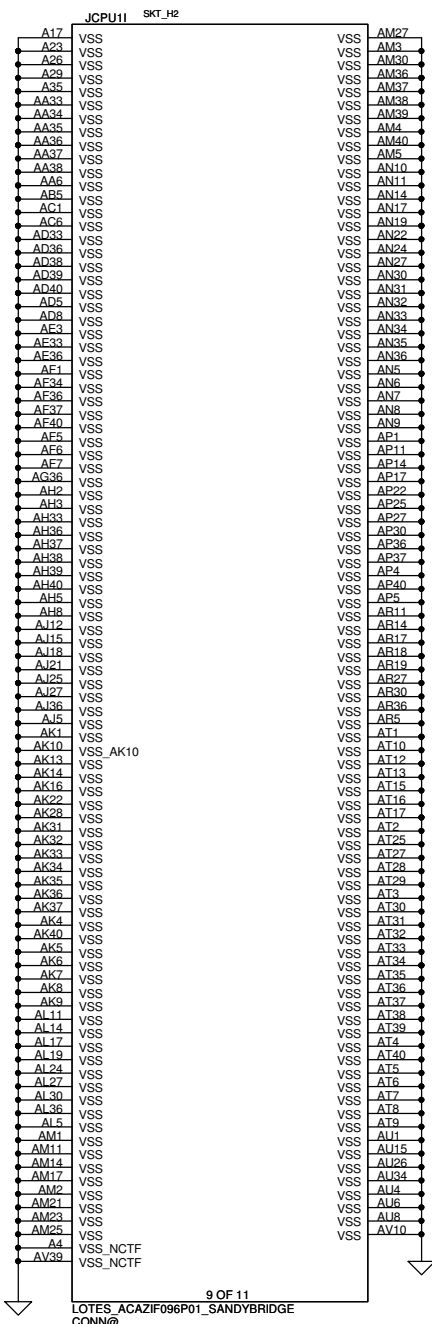 JCPU1I SKT_H2
A17 VSS VSS AM27
A23 VSS VSS AM3
A26 VSS VSS AM30
A29 VSS VSS AM36
A35 VSS VSS AM37
AA33 VSS VSS AM38
AA34 VSS VSS AM39
AA35 VSS VSS AM4
AA36 VSS VSS AM40
AA37 VSS VSS AM5
AA38 VSS VSS AN10
AA6 VSS VSS AN11
AB5 VSS VSS AN14
AC1 VSS VSS AN17
AC6 VSS VSS AN19
AD33 VSS VSS AN22
AD36 VSS VSS AN24
AD38 VSS VSS AN27
AD39 VSS VSS AN30
AD40 VSS VSS AN31
AD5 VSS VSS AN32
AD8 VSS VSS AN33
AE3 VSS VSS AN34
AE33 VSS VSS AN35
AE36 VSS VSS AN36
AF1 VSS VSS AN5
AF34 VSS VSS AN6
AF36 VSS VSS AN7
AF37 VSS VSS AN8
AF40 VSS VSS AN9
AF5 VSS VSS AP1
AF6 VSS VSS AP11
AF7 VSS VSS AP14
AG36 VSS VSS AP17
AH2 VSS VSS AP22
AH3 VSS VSS AP25
AH33 VSS VSS AP27
AH36 VSS VSS AP30
AH37 VSS VSS AP36
AH38 VSS VSS AP37
AH39 VSS VSS AP4
AH40 VSS VSS AP40
AH5 VSS VSS AP5
AH8 VSS VSS AR11
AJ12 VSS VSS AR14
AJ15 VSS VSS AR17
AJ18 VSS VSS AR18
AJ21 VSS VSS AR19
AJ25 VSS VSS AR27
AJ27 VSS VSS AR30
AJ36 VSS VSS AR36
AJ5 VSS VSS AR5
AK1 VSS VSS AT1
AK10 VSS_AK10 VSS AT10
AK13 VSS VSS AT12
AK14 VSS VSS AT13
AK16 VSS VSS AT15
AK22 VSS VSS AT16
AK28 VSS VSS AT17
AK31 VSS VSS AT2
AK32 VSS VSS AT25
AK33 VSS VSS AT27
AK34 VSS VSS AT28
AK35 VSS VSS AT29
AK36 VSS VSS AT3
AK37 VSS VSS AT30
AK4 VSS VSS AT31
AK40 VSS VSS AT32
AK5 VSS VSS AT33
AK6 VSS VSS AT34
AK7 VSS VSS AT35
AK8 VSS VSS AT36
AK9 VSS VSS AT37
AL11 VSS VSS AT38
AL14 VSS VSS AT39
AL17 VSS VSS AT4
AL19 VSS VSS AT40
AL24 VSS VSS AT5
AL27 VSS VSS AT6
AL30 VSS VSS AT7
AL36 VSS VSS AT8
AL5 VSS VSS AT9
AM1 VSS VSS AU1
AM11 VSS VSS AU15
AM14 VSS VSS AU26
AM17 VSS VSS AU34
AM2 VSS VSS AU4
AM21 VSS VSS AU6
AM23 VSS VSS AU8
AM25 VSS VSS AV10
A4 VSS_NCTF
AV39 VSS_NCTF
9 OF 11
LOTES_ACAZIF096P01_SANDYBRIDGE
CONN@